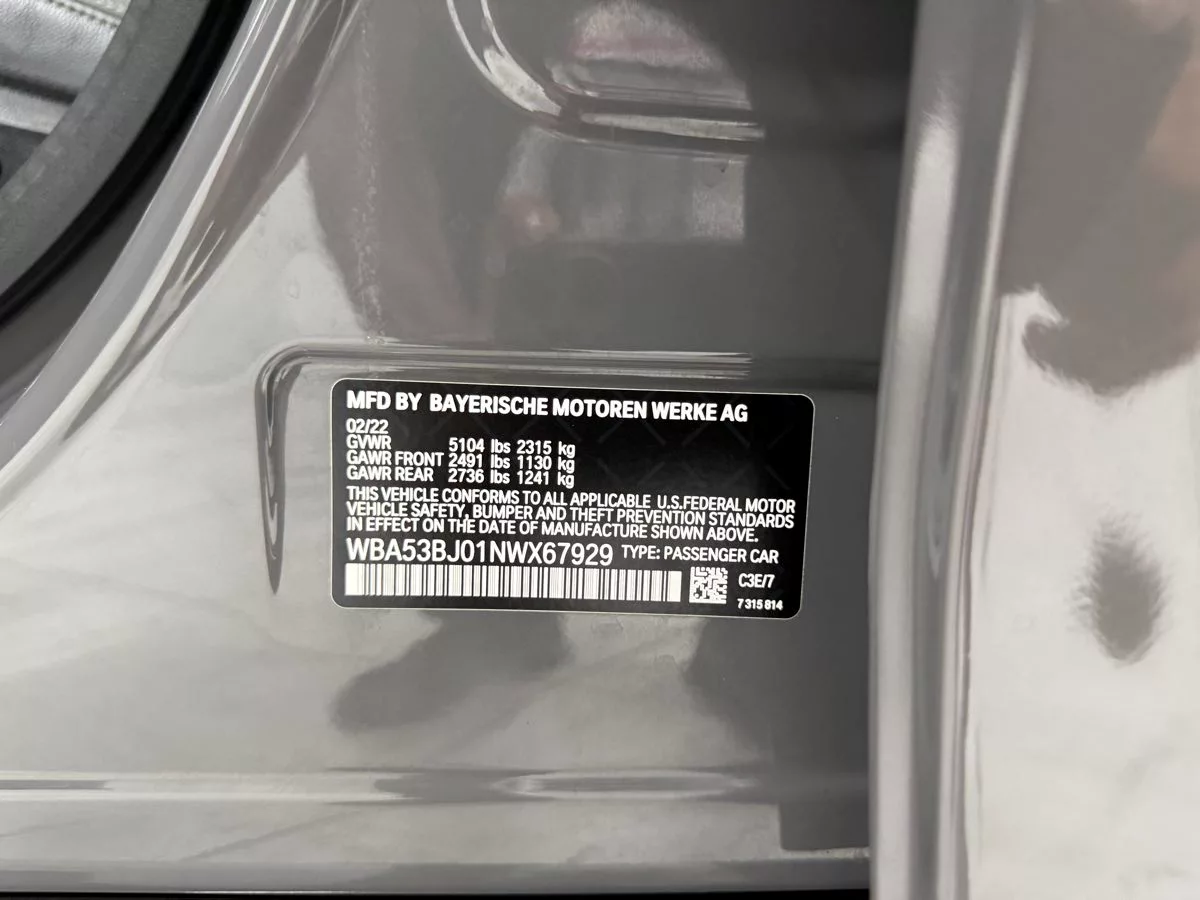 MFD BY BAYERISCHE MOTOREN WERKE AG
02/22
GVWR 5104 lbs 2315 kg
GAWR FRONT 2491 lbs 1130 kg
GAWR REAR 2736 lbs 1241 kg
THIS VEHICLE CONFORMS TO ALL APPLICABLE U.S.FEDERAL MOTOR
VEHICLE SAFETY, BUMPER AND THEFT PREVENTION STANDARDS
IN EFFECT ON THE DATE OF MANUFACTURE SHOWN ABOVE.
WBA53BJ01NWX67929 TYPE: PASSENGER CAR
C3E/7
7 315 814